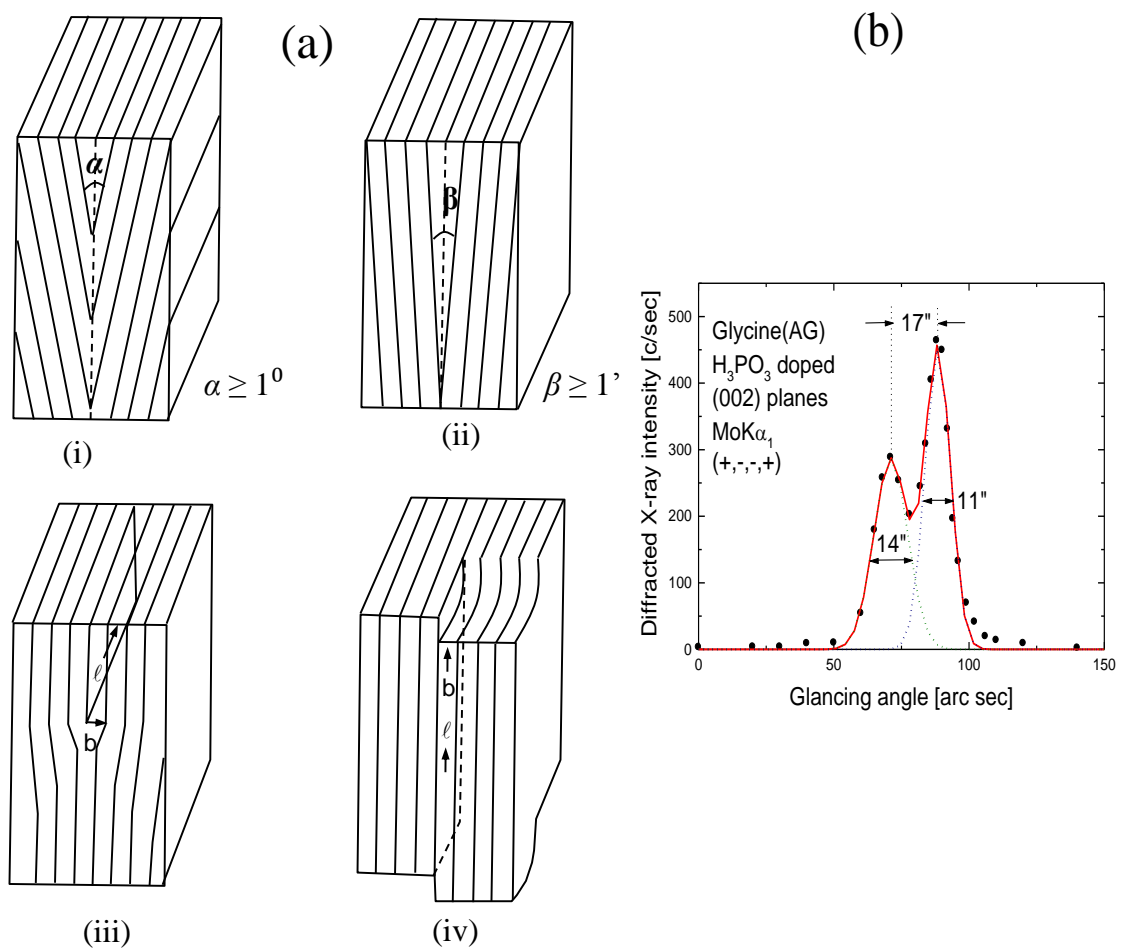 (a)
α
α ≥ 1⁰
(i)
β
β ≥ 1’
(ii)
ℓ
b
(iii)
b
ℓ
(iv)
(b)
Diffracted X-ray intensity [c/sec]
500
400
300
200
100
0
Glycine(AG)
H₃PO₃ doped
(002) planes
MoKα₁
(+,-,-,+)
17"
11"
14"
0 50 100 150
Glancing angle [arc sec]